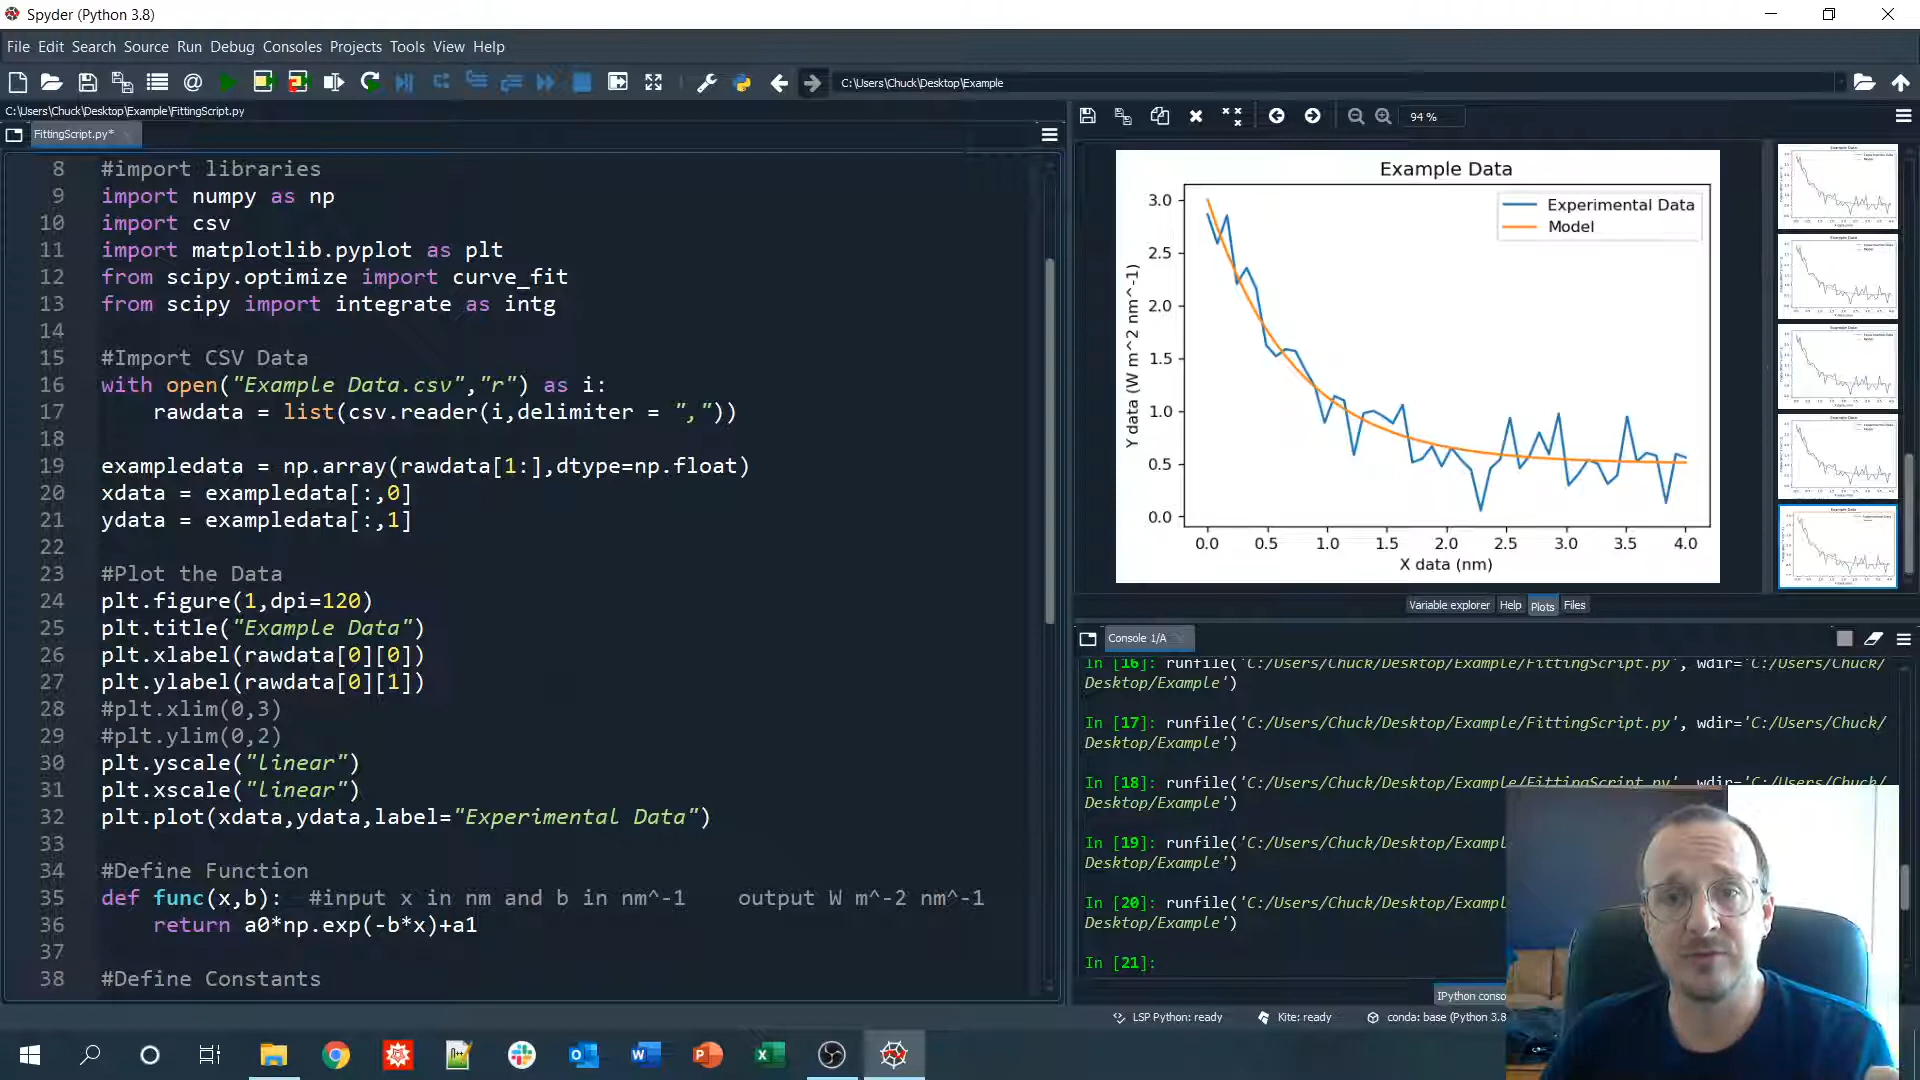 Spyder (Python 3.8)
File Edit Search Source Run Debug Consoles Projects Tools View Help
C:\Users\Chuck\Desktop\Example
C:\Users\Chuck\Desktop\Example\FittingScript.py
FittingScript.py*
8 #import libraries
9 import numpy as np
10 import csv
11 import matplotlib.pyplot as plt
12 from scipy.optimize import curve_fit
13 from scipy import integrate as intg
14
15 #Import CSV Data
16 with open("Example Data.csv","r") as i:
17 rawdata = list(csv.reader(i,delimiter = ","))
18
19 exampledata = np.array(rawdata[1:],dtype=np.float)
20 xdata = exampledata[:,0]
21 ydata = exampledata[:,1]
22
23 #Plot the Data
24 plt.figure(1,dpi=120)
25 plt.title("Example Data")
26 plt.xlabel(rawdata[0][0])
27 plt.ylabel(rawdata[0][1])
28 #plt.xlim(0,3)
29 #plt.ylim(0,2)
30 plt.yscale("linear")
31 plt.xscale("linear")
32 plt.plot(xdata,ydata,label="Experimental Data")
33
34 #Define Function
35 def func(x,b): #input x in nm and b in nm^-1 output W m^-2 nm^-1
36 return a0*np.exp(-b*x)+a1
37
38 #Define Constants
94 %
Example Data
Experimental Data
Model
3.0
2.5
2.0
1.5
1.0
0.5
0.0
Y data (W m^2 nm^-1)
0.0 0.5 1.0 1.5 2.0 2.5 3.0 3.5 4.0
X data (nm)
Variable explorer Help Plots Files
Console 1/A
In [16]: runfile('C:/Users/Chuck/Desktop/Example/FittingScript.py', wdir='C:/Users/Chuck/
Desktop/Example')
In [17]: runfile('C:/Users/Chuck/Desktop/Example/FittingScript.py', wdir='C:/Users/Chuck/
Desktop/Example')
In [18]: runfile('C:/Users/Chuck/Desktop/Example/FittingScript.py', wdir='C:/Users/Chuck/
Desktop/Example')
In [19]: runfile('C:/Users/Chuck/Desktop/Exampl
Desktop/Example')
In [20]: runfile('C:/Users/Chuck/Desktop/Exampl
Desktop/Example')
In [21]:
IPython conso
LSP Python: ready Kite: ready conda: base (Python 3.8